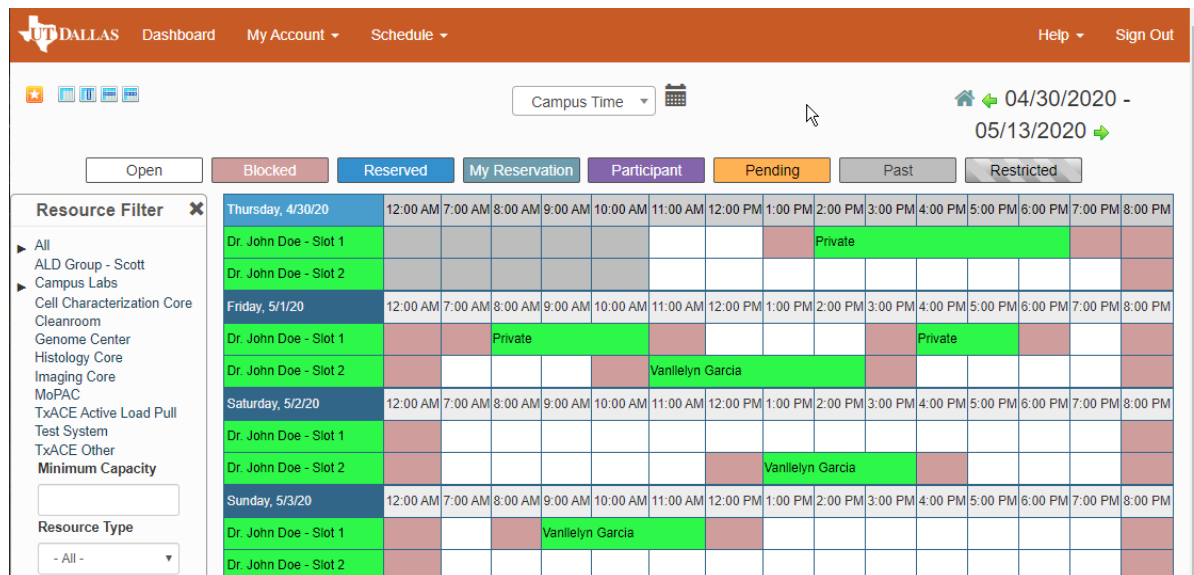 UT DALLAS Dashboard My Account Schedule Help Sign Out
Campus Time
04/30/2020 -
05/13/2020
Open Blocked Reserved My Reservation Participant Pending Past Restricted
Resource Filter
All
ALD Group - Scott
Campus Labs
Cell Characterization Core
Cleanroom
Genome Center
Histology Core
Imaging Core
MoPAC
TxACE Active Load Pull
Test System
TxACE Other
Minimum Capacity
Resource Type
- All -
Thursday, 4/30/20 12:00 AM 7:00 AM 8:00 AM 9:00 AM 10:00 AM 11:00 AM 12:00 PM 1:00 PM 2:00 PM 3:00 PM 4:00 PM 5:00 PM 6:00 PM 7:00 PM 8:00 PM
Dr. John Doe - Slot 1 Private
Dr. John Doe - Slot 2
Friday, 5/1/20 12:00 AM 7:00 AM 8:00 AM 9:00 AM 10:00 AM 11:00 AM 12:00 PM 1:00 PM 2:00 PM 3:00 PM 4:00 PM 5:00 PM 6:00 PM 7:00 PM 8:00 PM
Dr. John Doe - Slot 1 Private Private
Dr. John Doe - Slot 2 Vanllelyn Garcia
Saturday, 5/2/20 12:00 AM 7:00 AM 8:00 AM 9:00 AM 10:00 AM 11:00 AM 12:00 PM 1:00 PM 2:00 PM 3:00 PM 4:00 PM 5:00 PM 6:00 PM 7:00 PM 8:00 PM
Dr. John Doe - Slot 1
Dr. John Doe - Slot 2 Vanllelyn Garcia
Sunday, 5/3/20 12:00 AM 7:00 AM 8:00 AM 9:00 AM 10:00 AM 11:00 AM 12:00 PM 1:00 PM 2:00 PM 3:00 PM 4:00 PM 5:00 PM 6:00 PM 7:00 PM 8:00 PM
Dr. John Doe - Slot 1 Vanllelyn Garcia
Dr. John Doe - Slot 2